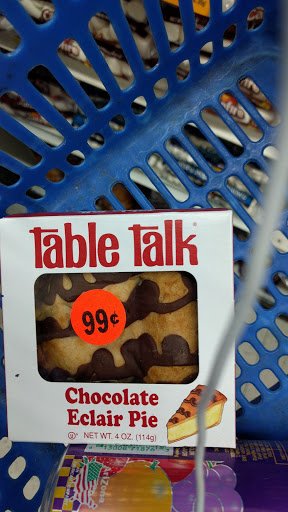 table talk®
99¢
Chocolate
Eclair Pie
NET WT. 4 OZ. (114g)